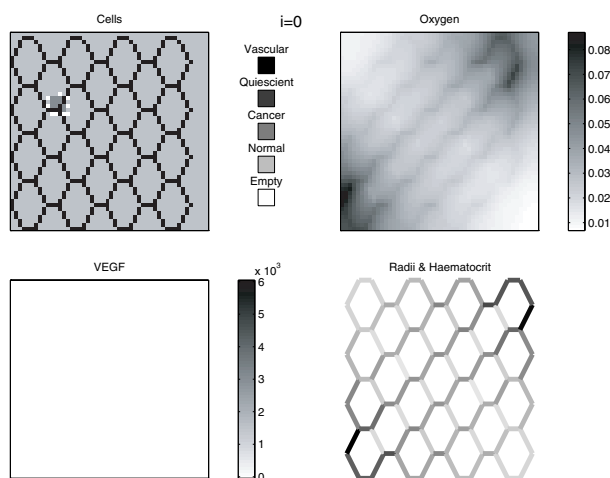 Cells
i=0
Vascular
Quiescient
Cancer
Normal
Empty
Oxygen
0.08
0.07
0.06
0.05
0.04
0.03
0.02
0.01
VEGF
x 10³
6
5
4
3
2
1
0
Radii & Haematocrit